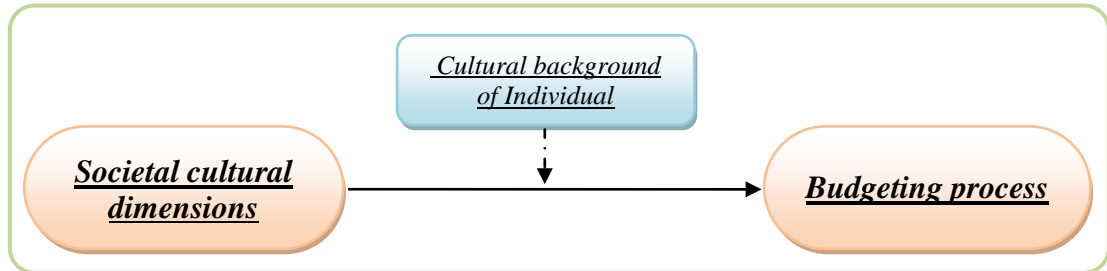 Cultural background
of Individual
Societal cultural
dimensions
Budgeting process